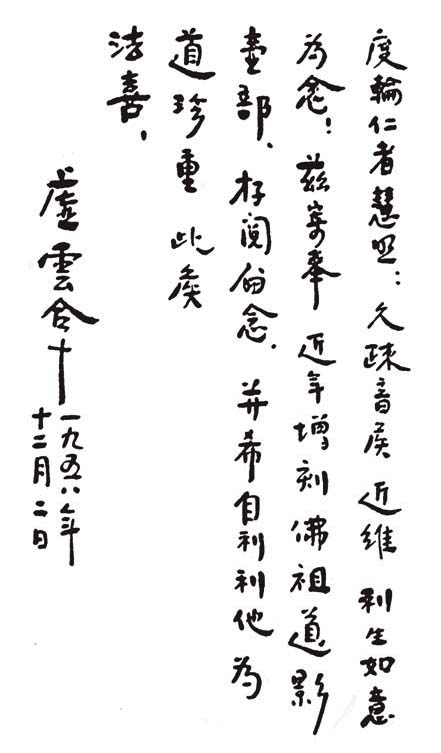 度輪仁者慧照：久疎音候近維利生如意
為念！茲寄奉近年增刻佛祖道影
壹部、存閱留念．并希自利利他為
道珍重此候
法喜，
虛雲合十
一九五六年
十二月二日